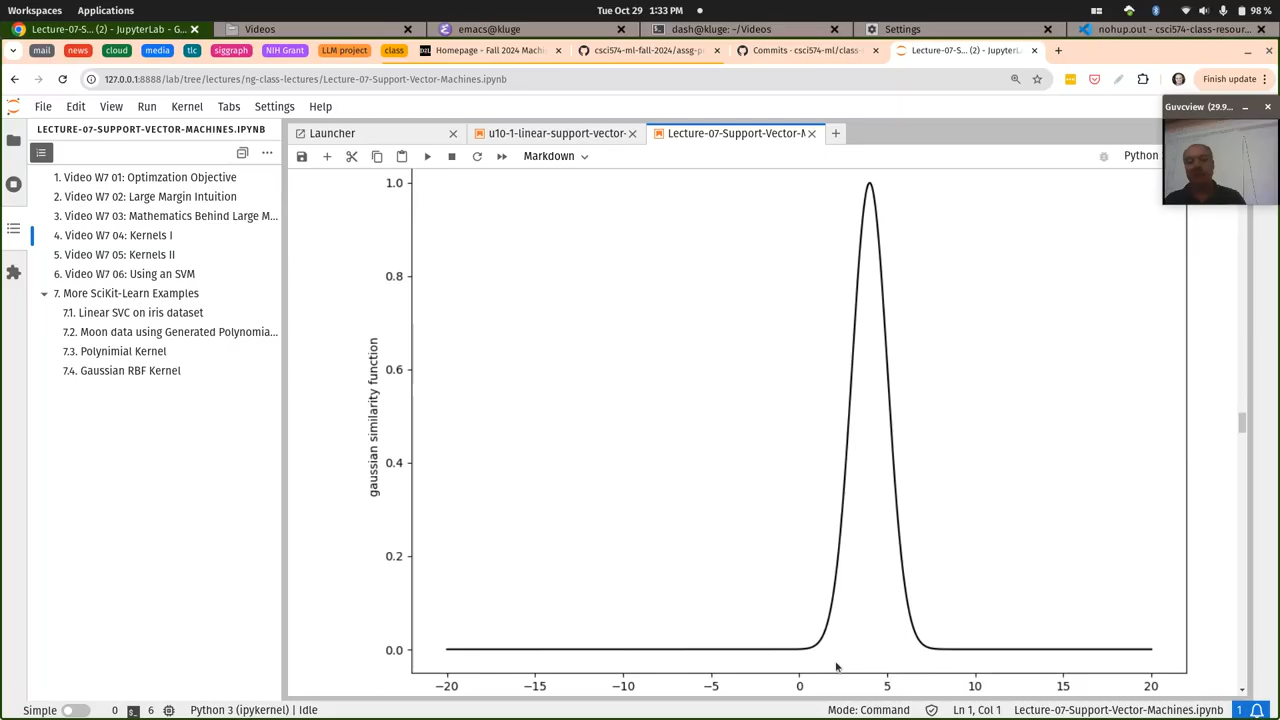 Workspaces Applications Tue Oct 29 1:33 PM 98 %
Lecture-07-S... (2) - JupyterLab - G... Videos emacs@kluge dash@kluge: ~/Videos Settings nohup.out - csci574-class-resour...
mail news cloud media tlc siggraph NIH Grant LLM project class Homepage - Fall 2024 Machin csci574-ml-fall-2024/assg-p Commits · csci574-ml/class- Lecture-07-S... (2) - JupyterL
127.0.0.1:8888/lab/tree/lectures/ng-class-lectures/Lecture-07-Support-Vector-Machines.ipynb Finish update
File Edit View Run Kernel Tabs Settings Help
Guvcview (29.9...
LECTURE-07-SUPPORT-VECTOR-MACHINES.IPYNB
Launcher u10-1-linear-support-vector- Lecture-07-Support-Vector-M
Markdown Python
1. Video W7 01: Optimzation Objective
2. Video W7 02: Large Margin Intuition
3. Video W7 03: Mathematics Behind Large M...
4. Video W7 04: Kernels I
5. Video W7 05: Kernels II
6. Video W7 06: Using an SVM
7. More SciKit-Learn Examples
7.1. Linear SVC on iris dataset
7.2. Moon data using Generated Polynomia...
7.3. Polynimial Kernel
7.4. Gaussian RBF Kernel
gaussian similarity function
1.0
0.8
0.6
0.4
0.2
0.0
−20 −15 −10 −5 0 5 10 15 20
Simple 0 6 Python 3 (ipykernel) | Idle Mode: Command Ln 1, Col 1 Lecture-07-Support-Vector-Machines.ipynb 1